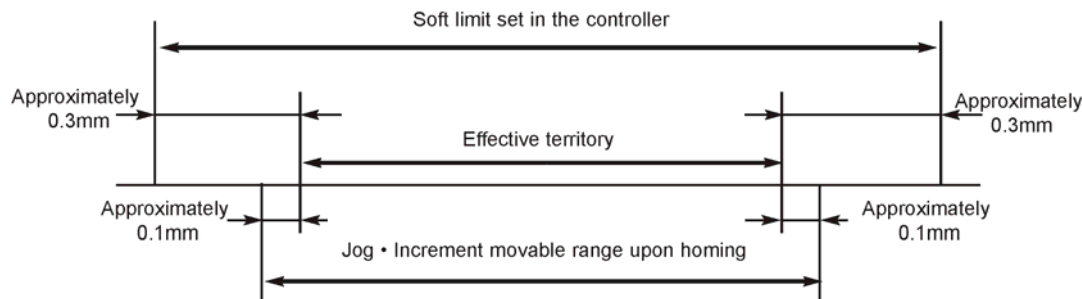 Soft limit set in the controller
Approximately
0.3mm
Approximately
0.3mm
Effective territory
Approximately
0.1mm
Approximately
0.1mm
Jog • Increment movable range upon homing